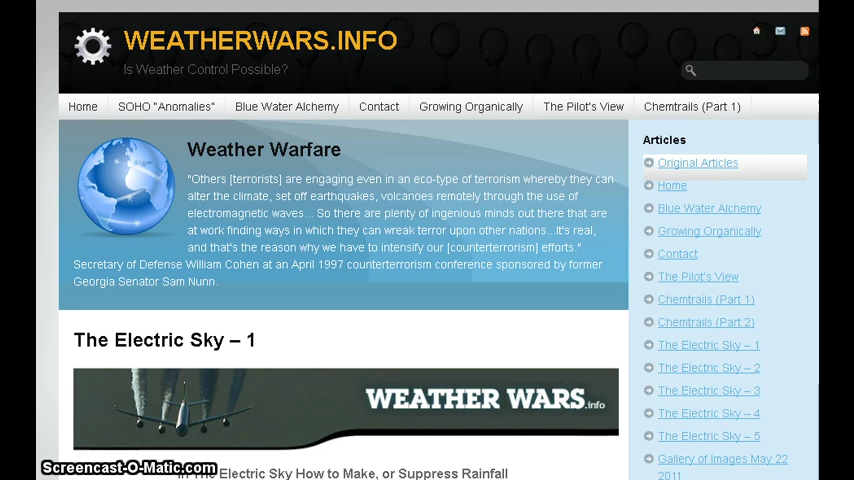 WEATHERWARS.INFO
Is Weather Control Possible?
Home SOHO "Anomalies" Blue Water Alchemy Contact Growing Organically The Pilot's View Chemtrails (Part 1)
Weather Warfare
"Others [terrorists] are engaging even in an eco-type of terrorism whereby they can
alter the climate, set off earthquakes, volcanoes remotely through the use of
electromagnetic waves... So there are plenty of ingenious minds out there that are
at work finding ways in which they can wreak terror upon other nations...It's real,
and that's the reason why we have to intensify our [counterterrorism] efforts."
Secretary of Defense William Cohen at an April 1997 counterterrorism conference sponsored by former
Georgia Senator Sam Nunn.
The Electric Sky – 1
WEATHER WARS.info
In The Electric Sky How to Make, or Suppress Rainfall
Articles
Original Articles
Home
Blue Water Alchemy
Growing Organically
Contact
The Pilot's View
Chemtrails (Part 1)
Chemtrails (Part 2)
The Electric Sky – 1
The Electric Sky – 2
The Electric Sky – 3
The Electric Sky – 4
The Electric Sky – 5
Gallery of Images May 22
2011
Screencast-O-Matic.com